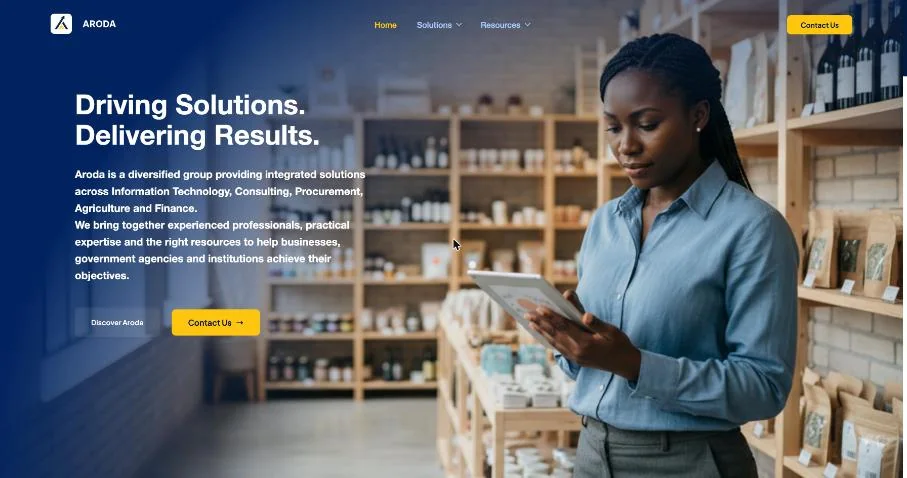 ARODA
Home
Solutions
Resources
Contact Us
Driving Solutions.
Delivering Results.
Aroda is a diversified group providing integrated solutions
across Information Technology, Consulting, Procurement,
Agriculture and Finance.
We bring together experienced professionals, practical
expertise and the right resources to help businesses,
government agencies and institutions achieve their
objectives.
Discover Aroda
Contact Us →